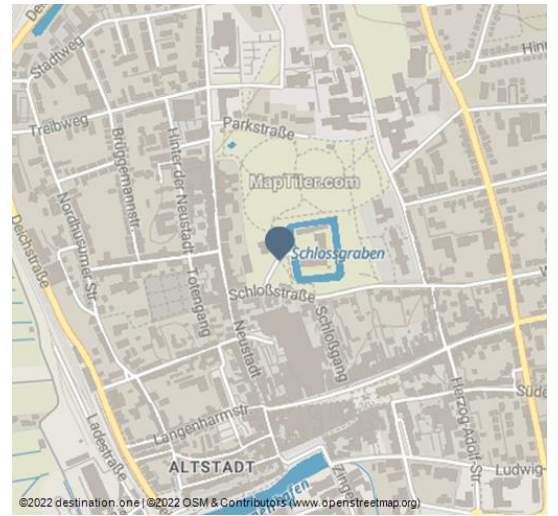 Stadtweg
Treibweg
Parkstraße
Brüggemannstr.
Hinter der Neustadt
MapTiler.com
Nordhusumer Str.
Deichstraße
Totengang
Schlossgraben
Schloßstraße
Schloßgang
Neustadt
Herzog-Adolf-Str.
Langenharmstr.
Ladestraße
ALTSTADT
Ludwig-
©2022 destination.one | ©2022 OSM & Contributors (www.openstreetmap.org)